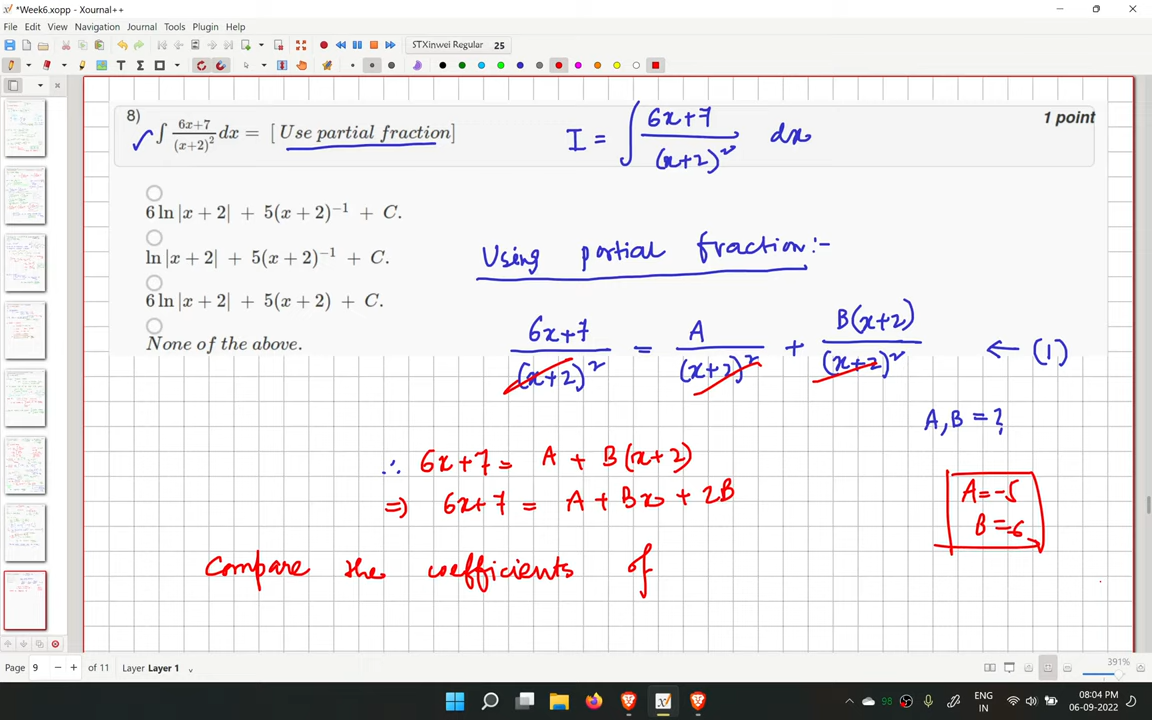 *Week6.xopp - Xournal++
File Edit View Navigation Journal Tools Plugin Help
STXinwei Regular 25
8)
∫ 6x+7/(x+2)² dx = [ Use partial fraction]
I = ∫ 6x+7/(x+2)² dx
1 point
6 ln |x + 2| + 5(x + 2)⁻¹ + C.
ln |x + 2| + 5(x + 2)⁻¹ + C.
6 ln |x + 2| + 5(x + 2) + C.
None of the above.
Using partial fraction:-
6x+7/(x+2)² = A/(x+2)² + B(x+2)/(x+2)² ← (1)
A,B = ?
∴ 6x+7 = A + B(x+2)
⇒ 6x+7 = A + Bx + 2B
A=-5
B=6
Compare the coefficients of
Page 9 of 11 Layer Layer 1
391%
98
ENG
IN
08:04 PM
06-09-2022